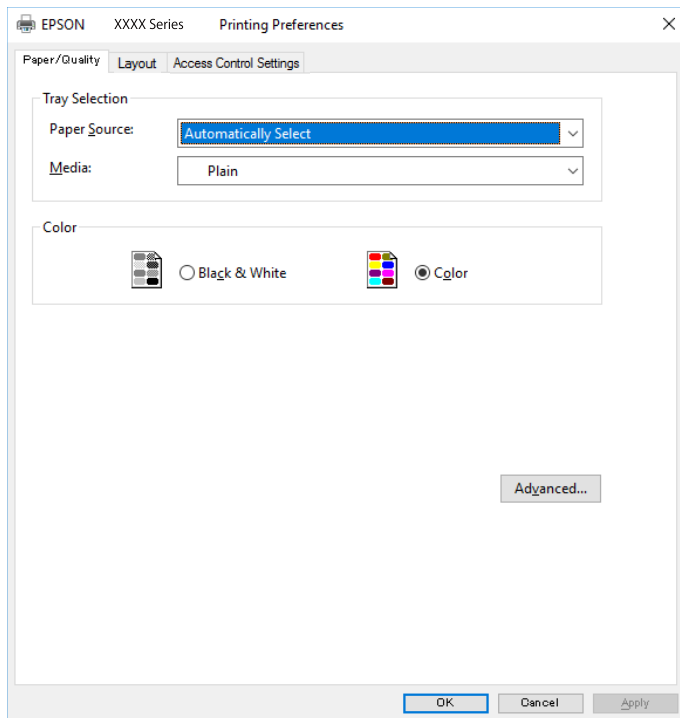 EPSON XXXX Series Printing Preferences
Paper/Quality Layout Access Control Settings
Tray Selection
Paper Source: Automatically Select
Media: Plain
Color
Black & White Color
Advanced...
OK Cancel Apply